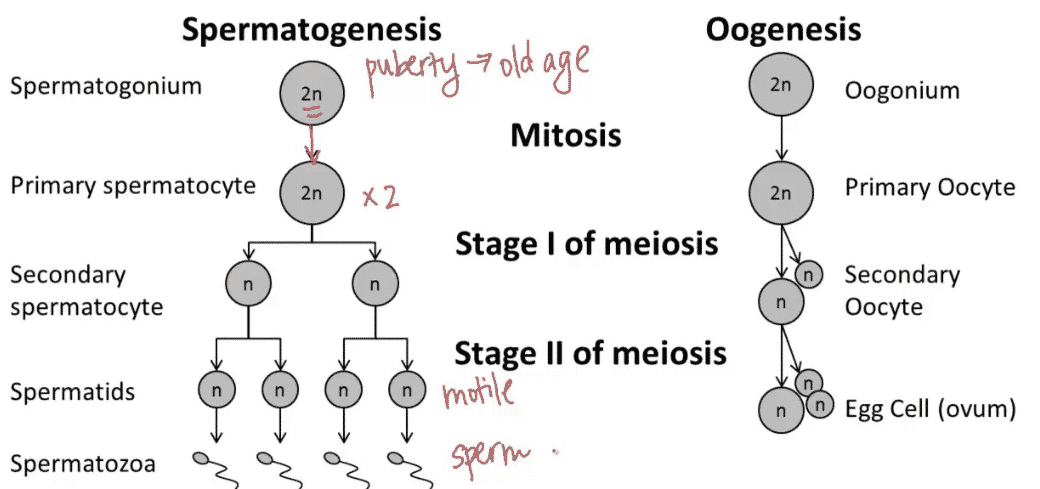 Spermatogenesis
Oogenesis
Spermatogonium
2n
puberty → old age
2n
Oogonium
Mitosis
Primary spermatocyte
2n
x2
2n
Primary Oocyte
Stage I of meiosis
Secondary
spermatocyte
n
n
n
n
Secondary
Oocyte
Stage II of meiosis
Spermatids
n
n
n
n
motile
n
n
n
Egg Cell (ovum)
Spermatozoa
sperm